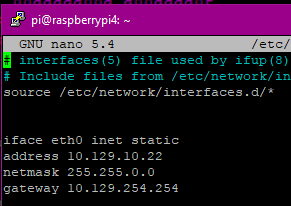 pi@raspberrypi4: ~
GNU nano 5.4 /etc/
# interfaces(5) file used by ifup(8)
# Include files from /etc/network/in
source /etc/network/interfaces.d/*
iface eth0 inet static
address 10.129.10.22
netmask 255.255.0.0
gateway 10.129.254.254